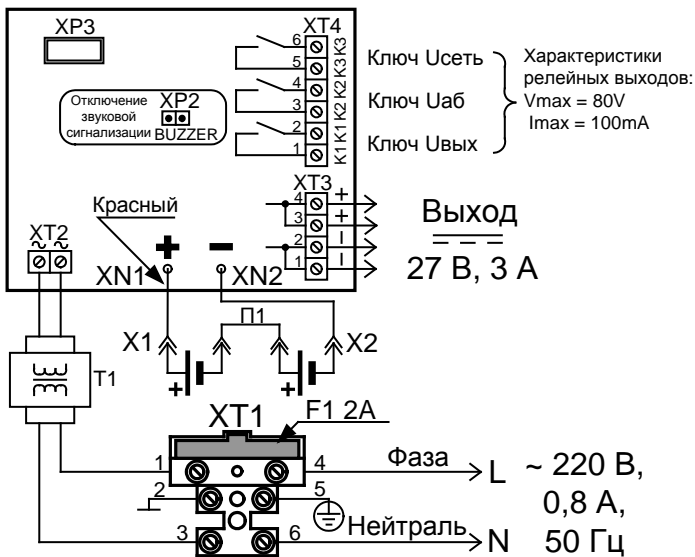 XP3
XT4
6
5
4
3
2
1
K3
K3
K2
K2
K1
K1
Ключ Uсеть
Ключ Uаб
Ключ Uвых
Характеристики
релейных выходов:
Vmax = 80V
Imax = 100mA
Отключение
звуковой
сигнализации
XP2
BUZZER
XT3
4
3
2
1
+
+
–
–
Выход
27 В, 3 А
Красный
XT2
~ ~
+
–
XN1
XN2
X1
П1
X2
+
+
T1
XT1
F1 2A
1
4
Фаза
L
2
5
3
6
Нейтраль
N
~ 220 В,
0,8 А,
50 Гц